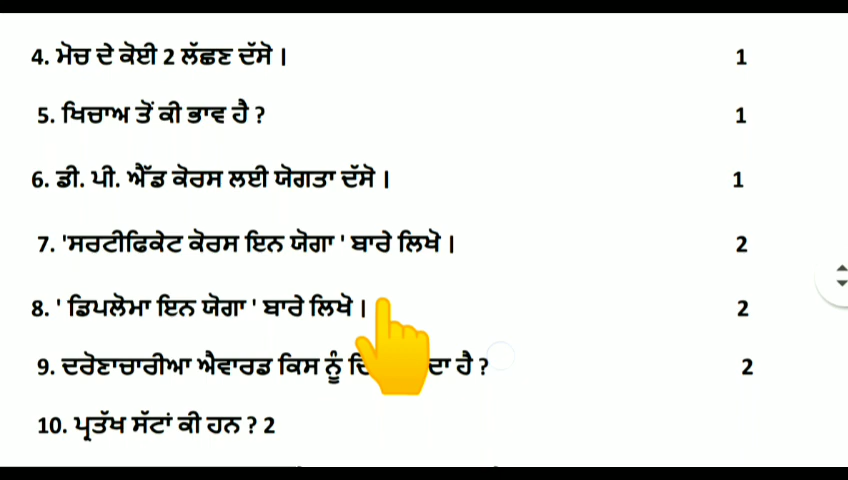 4. ਮੋਚ ਦੇ ਕੋਈ 2 ਲੱਛਣ ਦੱਸੋ । 1
5. ਖਿਚਾਅ ਤੋਂ ਕੀ ਭਾਵ ਹੈ ? 1
6. ਡੀ. ਪੀ. ਐੱਡ ਕੋਰਸ ਲਈ ਯੋਗਤਾ ਦੱਸੋ । 1
7. 'ਸਰਟੀਫਿਕੇਟ ਕੋਰਸ ਇਨ ਯੋਗਾ ' ਬਾਰੇ ਲਿਖੋ । 2
8. ' ਡਿਪਲੋਮਾ ਇਨ ਯੋਗਾ ' ਬਾਰੇ ਲਿਖੋ । 2
9. ਦਰੋਣਾਚਾਰੀਆ ਐਵਾਰਡ ਕਿਸ ਨੂੰ ਹੈ ? 2
10. ਪ੍ਰਤੱਖ ਸੱਟਾਂ ਕੀ ਹਨ ? 2